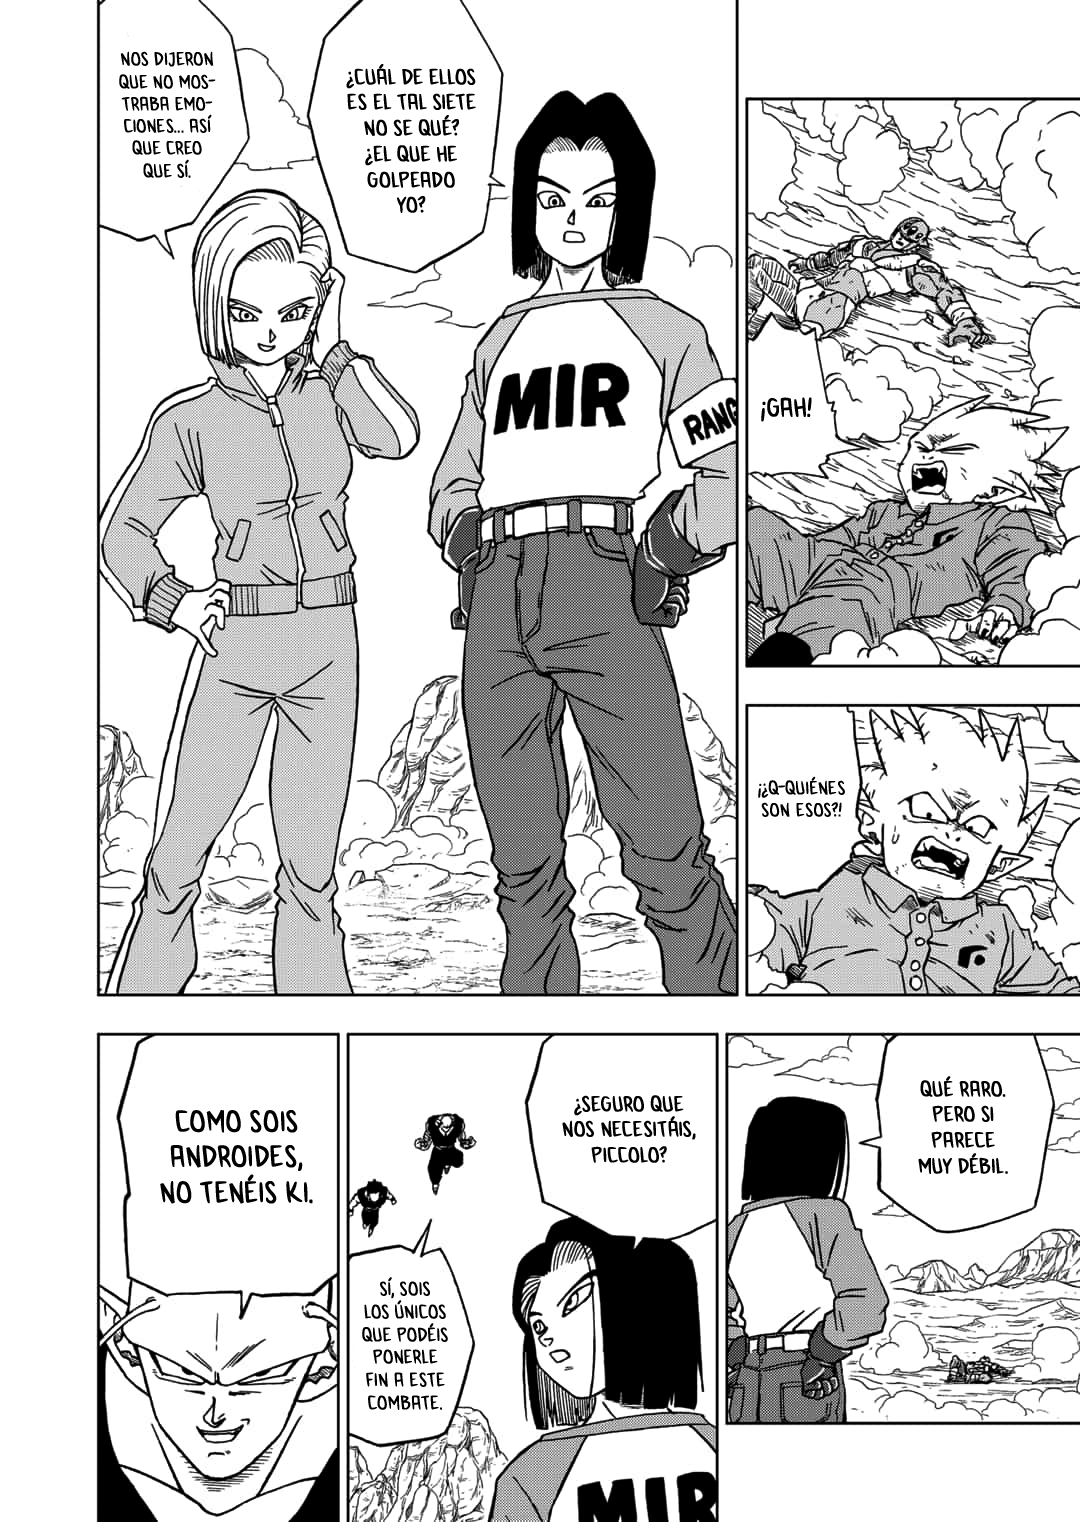 ¡GAH!
¡¿Q-QUIÉNES
SON ESOS?!
¿CUÁL DE ELLOS
ES EL TAL SIETE
NO SE QUÉ?
¿EL QUE HE
GOLPEADO
YO?
NOS DIJERON
QUE NO MOS-
TRABA EMO-
CIONES... ASÍ
QUE CREO
QUE SÍ.
MIR
RANG
QUÉ RARO.
PERO SI
PARECE
MUY DÉBIL.
¿SEGURO QUE
NOS NECESITÁIS,
PICCOLO?
SÍ, SOIS
LOS ÚNICOS
QUE PODÉIS
PONERLE
FIN A ESTE
COMBATE.
MIR
COMO SOIS
ANDROIDES,
NO TENÉIS KI.